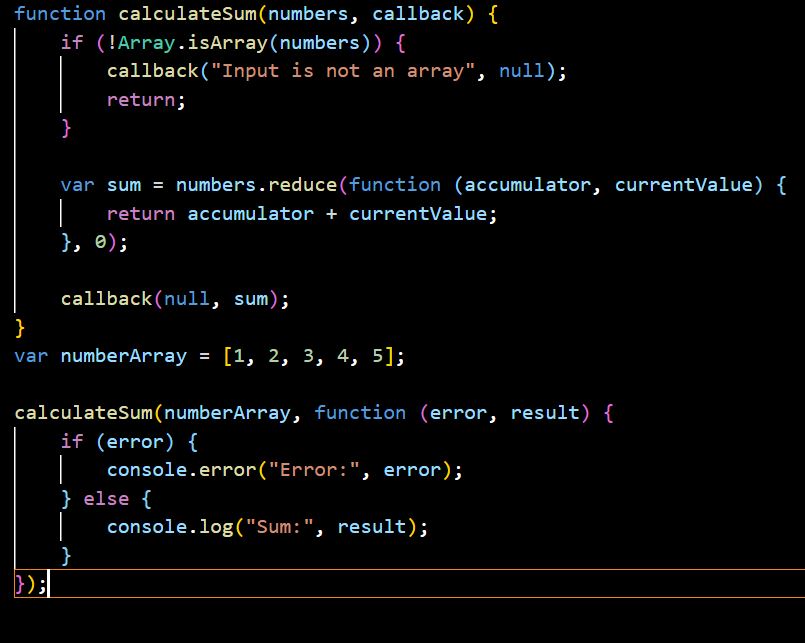 function calculateSum(numbers, callback) {
    if (!Array.isArray(numbers)) {
        callback("Input is not an array", null);
        return;
    }

    var sum = numbers.reduce(function (accumulator, currentValue) {
        return accumulator + currentValue;
    }, 0);

    callback(null, sum);
}
var numberArray = [1, 2, 3, 4, 5];

calculateSum(numberArray, function (error, result) {
    if (error) {
        console.error("Error:", error);
    } else {
        console.log("Sum:", result);
    }
});